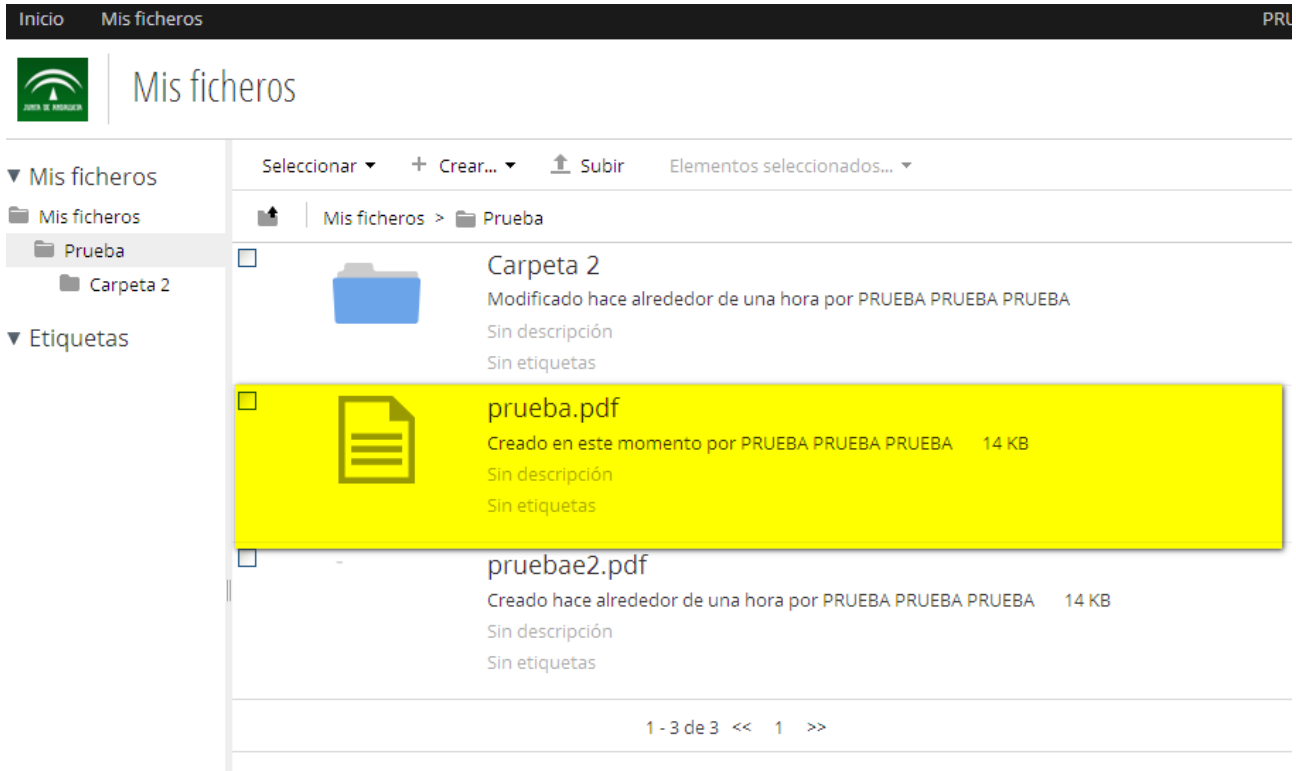 Inicio Mis ficheros PRU
JUNTA DE ANDALUCIA
Mis ficheros
▼ Mis ficheros
Mis ficheros
Prueba
Carpeta 2
▼ Etiquetas
Seleccionar ▼ + Crear... ▼ Subir Elementos seleccionados... ▼
Mis ficheros > Prueba
Carpeta 2
Modificado hace alrededor de una hora por PRUEBA PRUEBA PRUEBA
Sin descripción
Sin etiquetas
prueba.pdf
Creado en este momento por PRUEBA PRUEBA PRUEBA 14 KB
Sin descripción
Sin etiquetas
pruebae2.pdf
Creado hace alrededor de una hora por PRUEBA PRUEBA PRUEBA 14 KB
Sin descripción
Sin etiquetas
1 - 3 de 3 << 1 >>